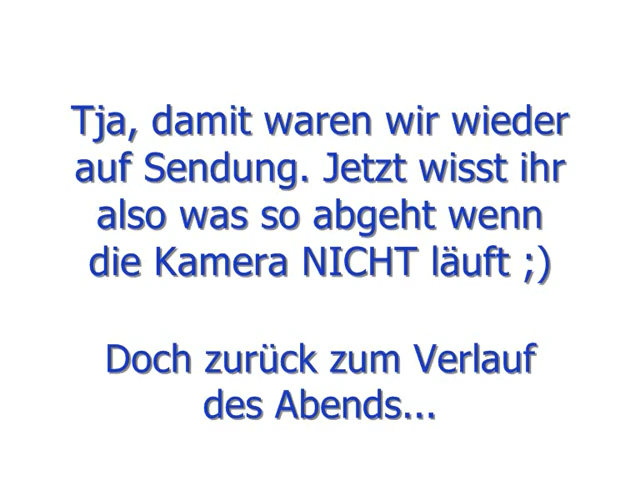 Tja, damit waren wir wieder
auf Sendung. Jetzt wisst ihr
also was so abgeht wenn
die Kamera NICHT läuft ;)
Doch zurück zum Verlauf
des Abends...